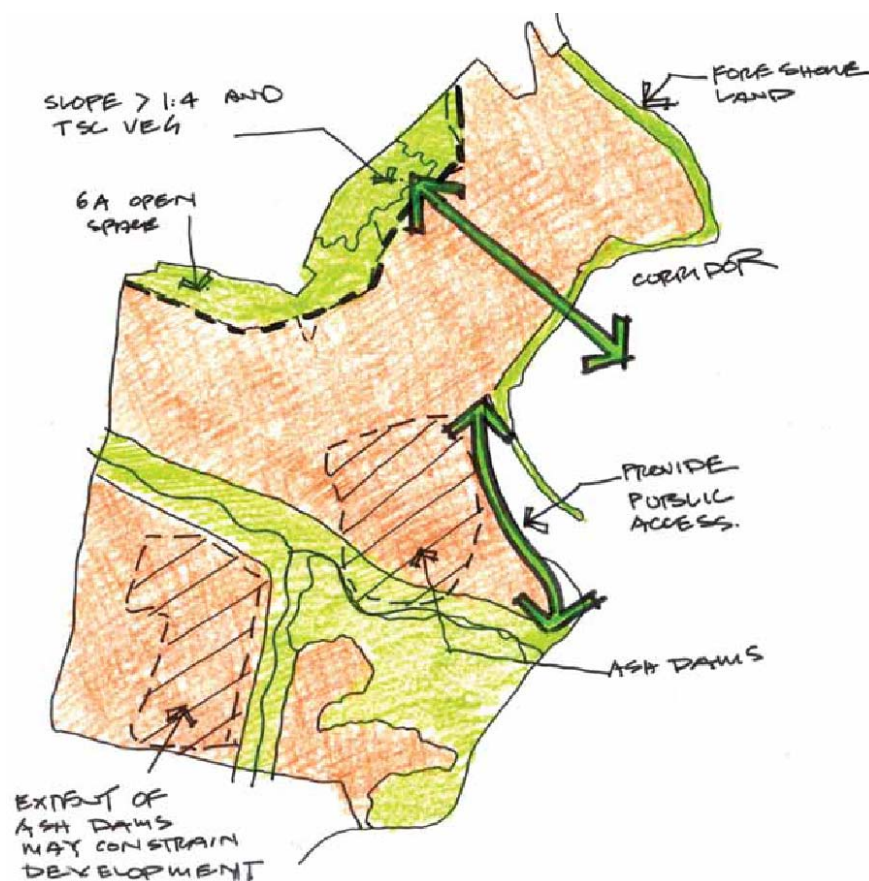 SLOPE > 1:4 AND
TSC VEG
FORESHORE
LAND
6A OPEN
SPACE
CORRIDOR
PROVIDE
PUBLIC
ACCESS.
ASH DAMS
EXTENT OF
ASH DAMS
MAY CONSTRAIN
DEVELOPMENT